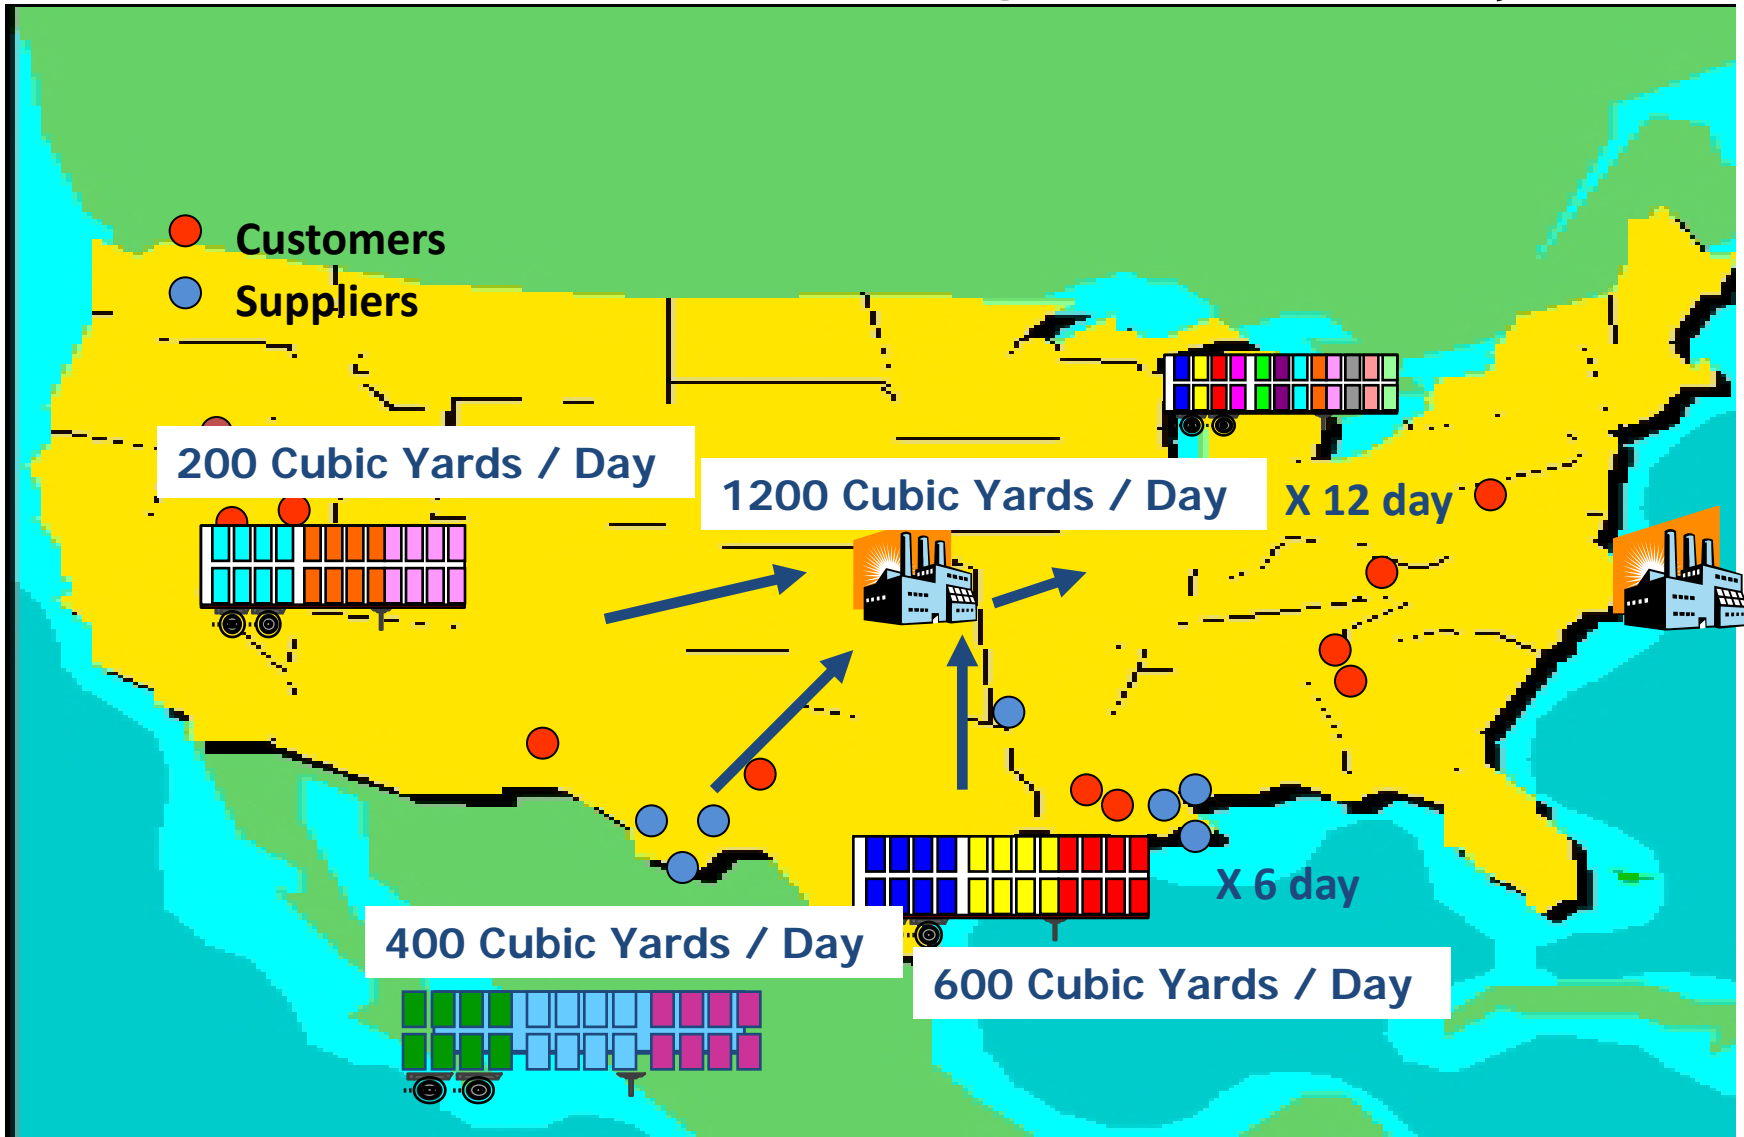 Customers
Suppliers
200 Cubic Yards / Day
1200 Cubic Yards / Day
X 12 day
X 6 day
400 Cubic Yards / Day
600 Cubic Yards / Day